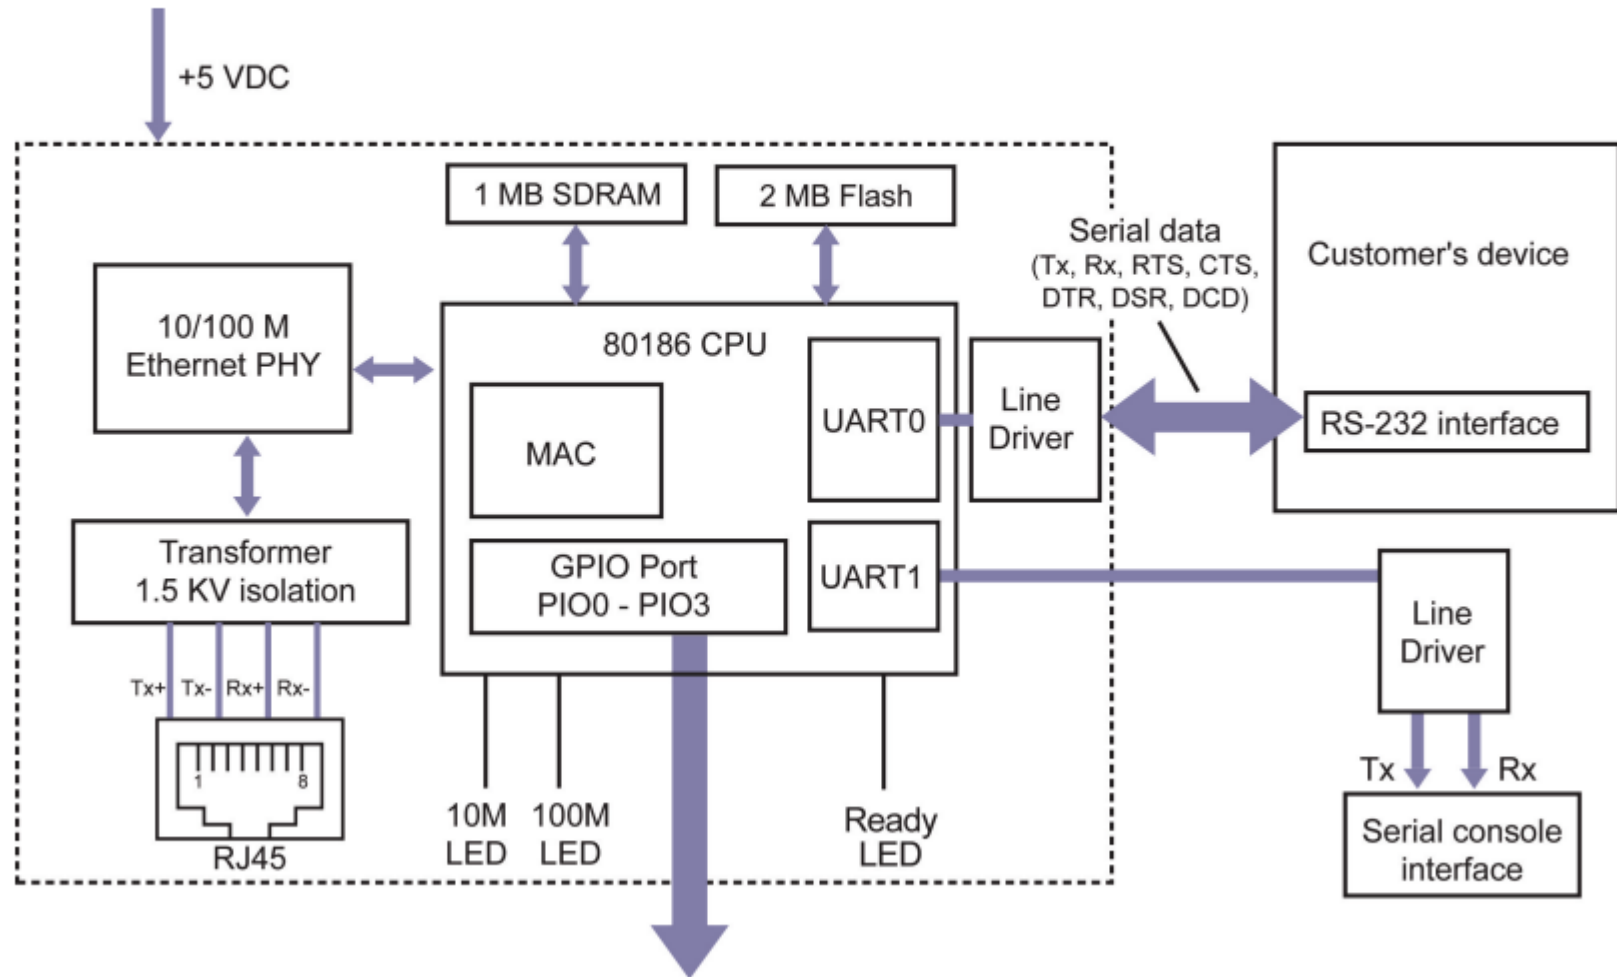 +5 VDC
1 MB SDRAM
2 MB Flash
Serial data
(Tx, Rx, RTS, CTS,
DTR, DSR, DCD)
Customer's device
10/100 M
Ethernet PHY
80186 CPU
MAC
UART0
Line
Driver
RS-232 interface
Transformer
1.5 KV isolation
GPIO Port
PIO0 - PIO3
UART1
Line
Driver
Tx+ Tx- Rx+ Rx-
1 8
RJ45
10M
LED
100M
LED
Ready
LED
Tx Rx
Serial console
interface